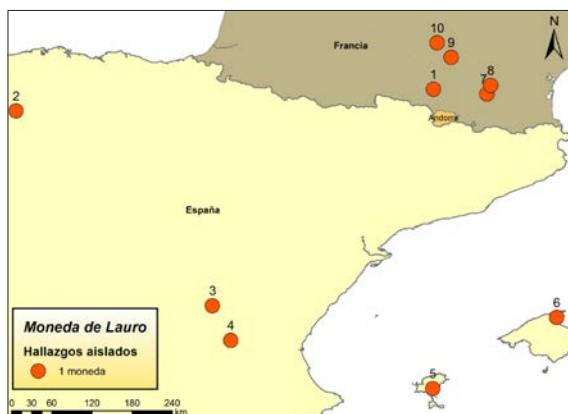 10
N
Francia
9
1
8
7
2
Andorra
España
3
6
4
5
Moneda de Lauro
Hallazgos aislados
1 moneda
0 30 60 120 180 240
km